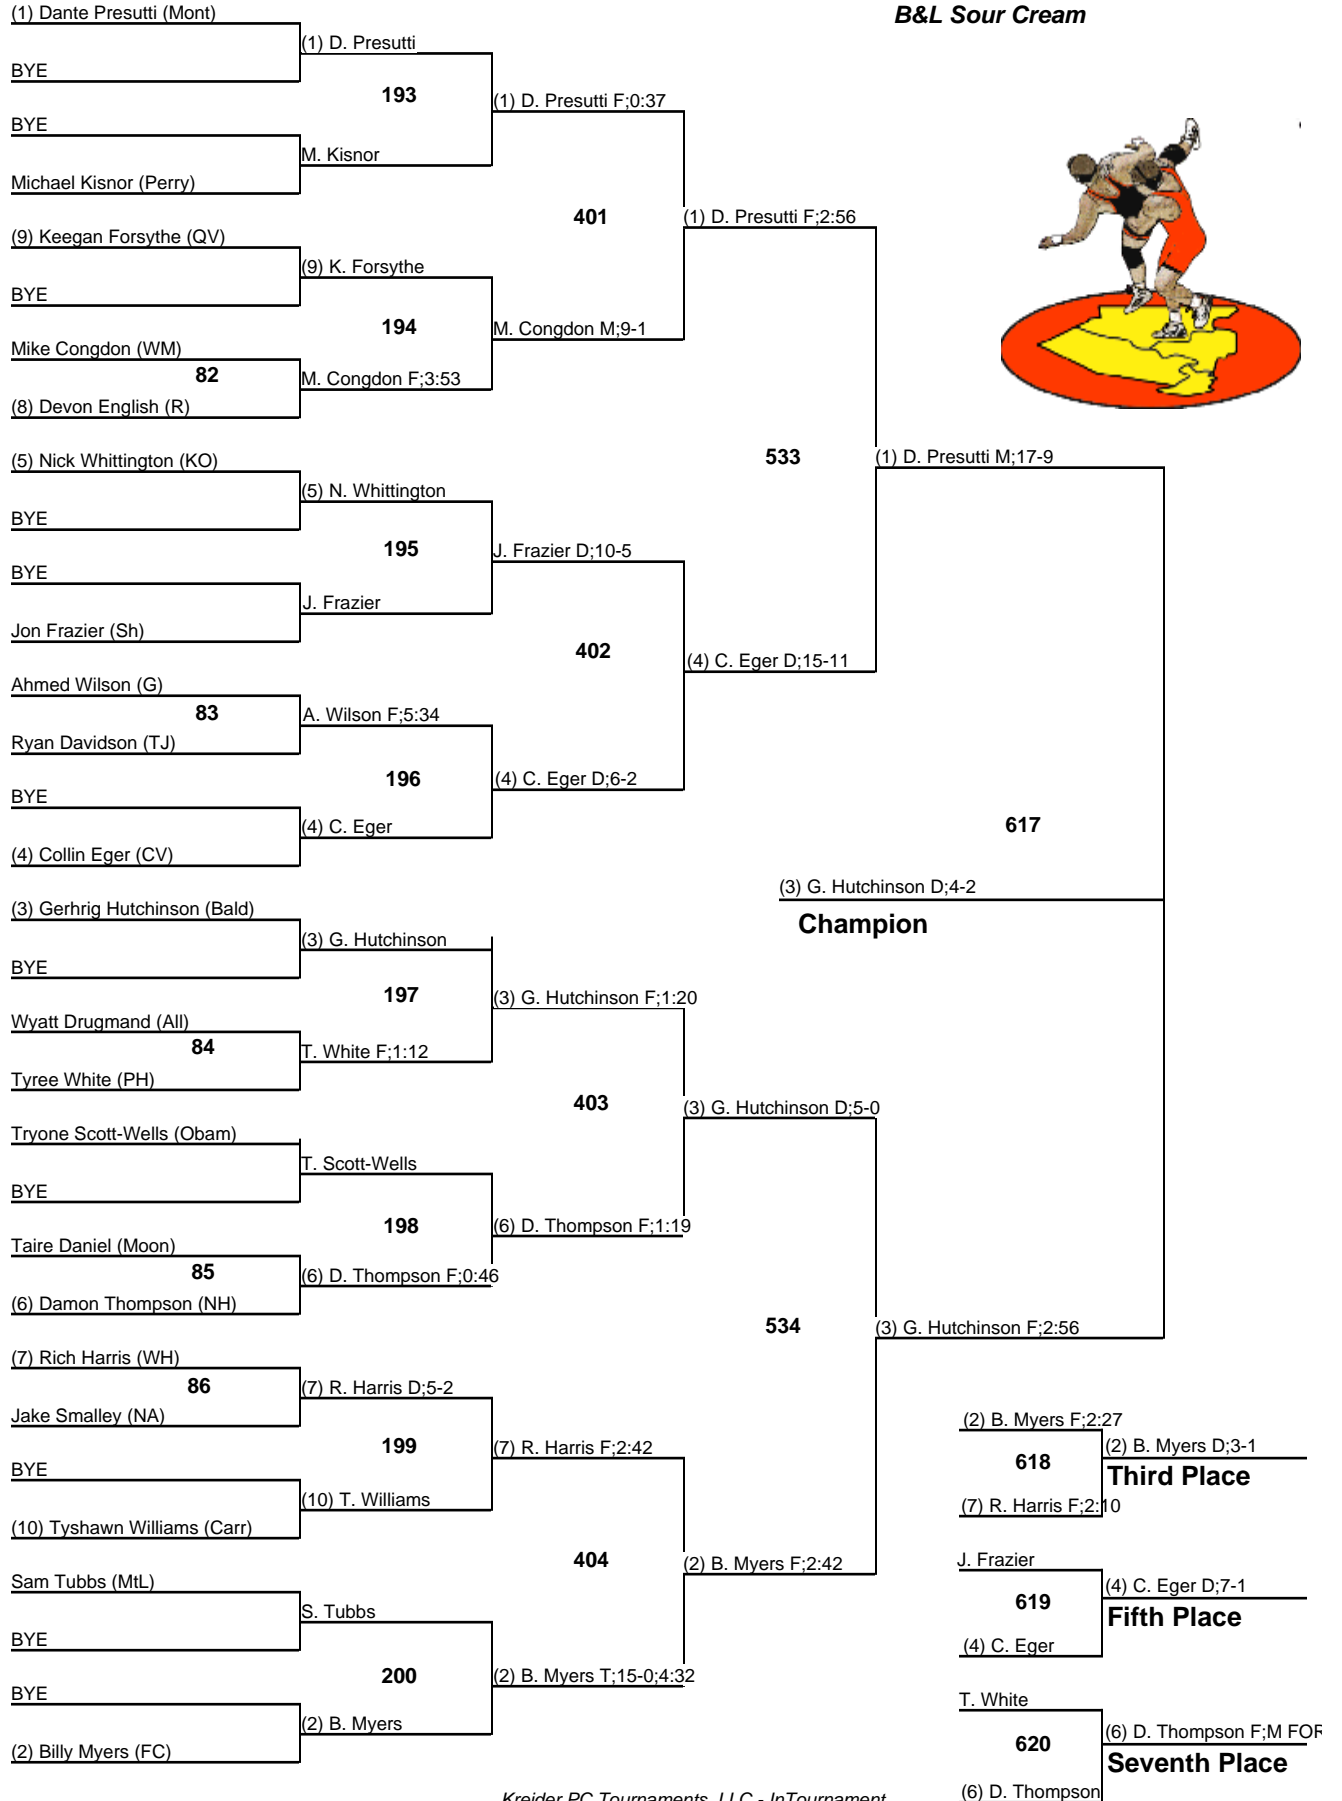 B&L Sour Cream
(1) Dante Presutti (Mont)
(1) D. Presutti
BYE
193
(1) D. Presutti F;0:37
BYE
M. Kisnor
Michael Kisnor (Perry)
401
(1) D. Presutti F;2:56
(9) Keegan Forsythe (QV)
(9) K. Forsythe
BYE
194
M. Congdon M;9-1
Mike Congdon (WM)
82
M. Congdon F;3:53
(8) Devon English (R)
533
(1) D. Presutti M;17-9
(5) Nick Whittington (KO)
(5) N. Whittington
BYE
195
J. Frazier D;10-5
BYE
J. Frazier
Jon Frazier (Sh)
402
(4) C. Eger D;15-11
Ahmed Wilson (G)
83
A. Wilson F;5:34
Ryan Davidson (TJ)
196
(4) C. Eger D;6-2
BYE
(4) C. Eger
(4) Collin Eger (CV)
617
(3) G. Hutchinson D;4-2
Champion
(3) Gerhrig Hutchinson (Bald)
(3) G. Hutchinson
BYE
197
(3) G. Hutchinson F;1:20
Wyatt Drugmand (All)
84
T. White F;1:12
Tyree White (PH)
403
(3) G. Hutchinson D;5-0
Tryone Scott-Wells (Obam)
T. Scott-Wells
BYE
198
(6) D. Thompson F;1:19
Taire Daniel (Moon)
85
(6) D. Thompson F;0:46
(6) Damon Thompson (NH)
534
(3) G. Hutchinson F;2:56
(7) Rich Harris (WH)
86
(7) R. Harris D;5-2
Jake Smalley (NA)
199
(7) R. Harris F;2:42
BYE
(10) T. Williams
(10) Tyshawn Williams (Carr)
404
(2) B. Myers F;2:42
Sam Tubbs (MtL)
S. Tubbs
BYE
200
(2) B. Myers T;15-0;4:32
BYE
(2) B. Myers
(2) Billy Myers (FC)
(2) B. Myers F;2:27
618
(2) B. Myers D;3-1
Third Place
(7) R. Harris F;2:10
J. Frazier
619
(4) C. Eger D;7-1
Fifth Place
(4) C. Eger
T. White
620
(6) D. Thompson F;M FOR
Seventh Place
(6) D. Thompson
Kreider PC Tournaments, LLC - InTournament